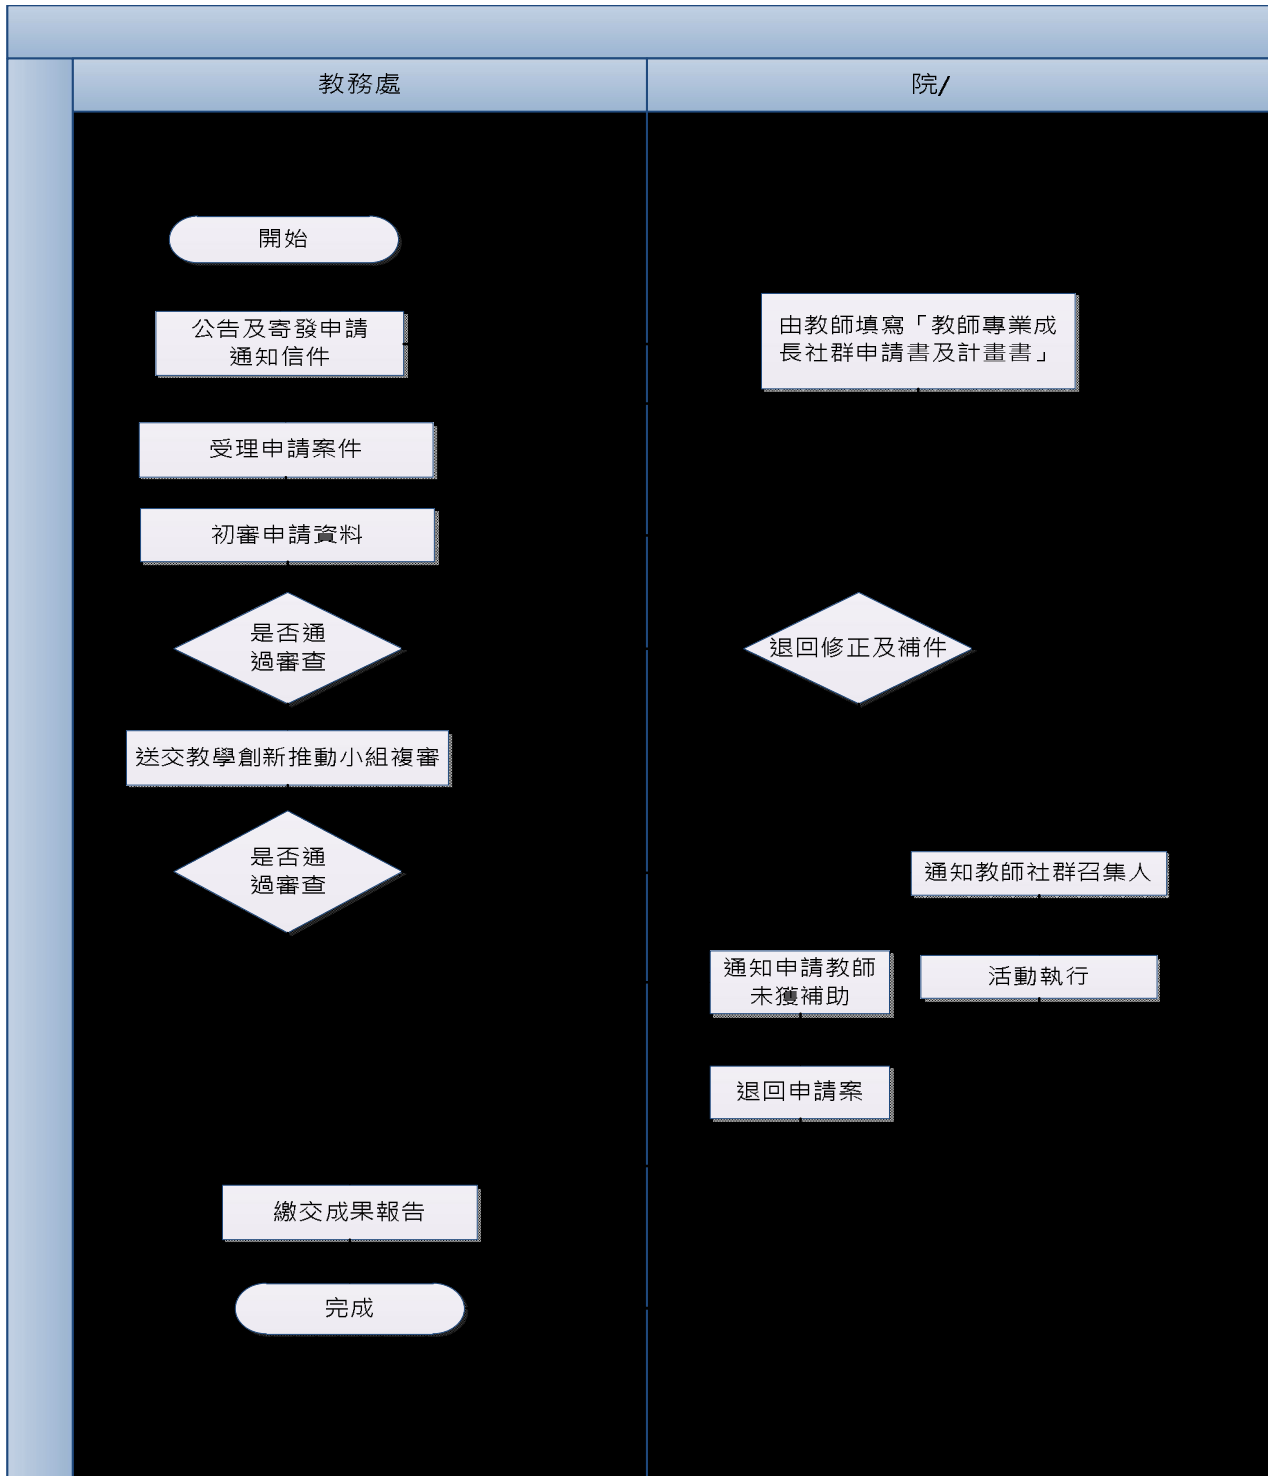 教務處
院/
開始
公告及寄發申請
通知信件
由教師填寫「教師專業成
長社群申請書及計畫書」
受理申請案件
初審申請資料
是否通
過審查
退回修正及補件
送交教學創新推動小組複審
是否通
過審查
通知教師社群召集人
通知申請教師
未獲補助
活動執行
退回申請案
繳交成果報告
完成